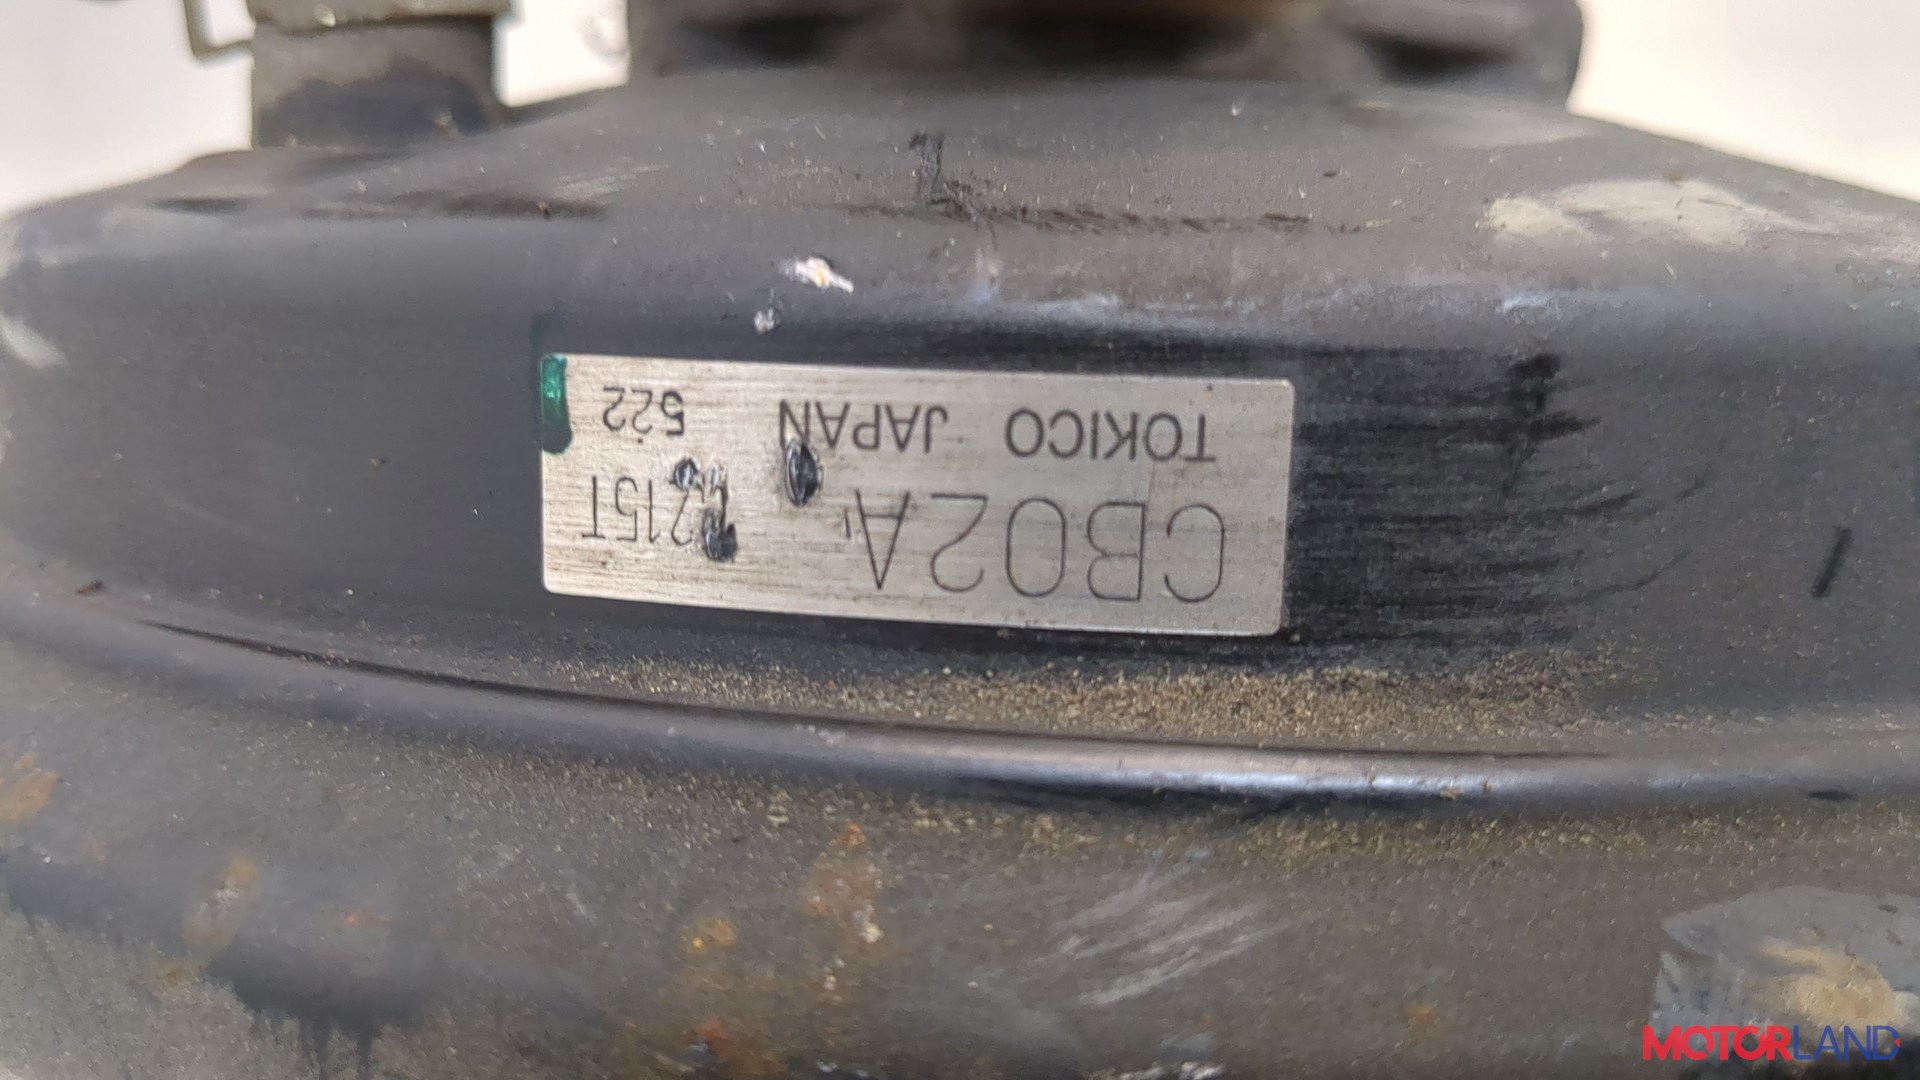 CB02A 215T
TOKICO JAPAN 522
MOTORLAND